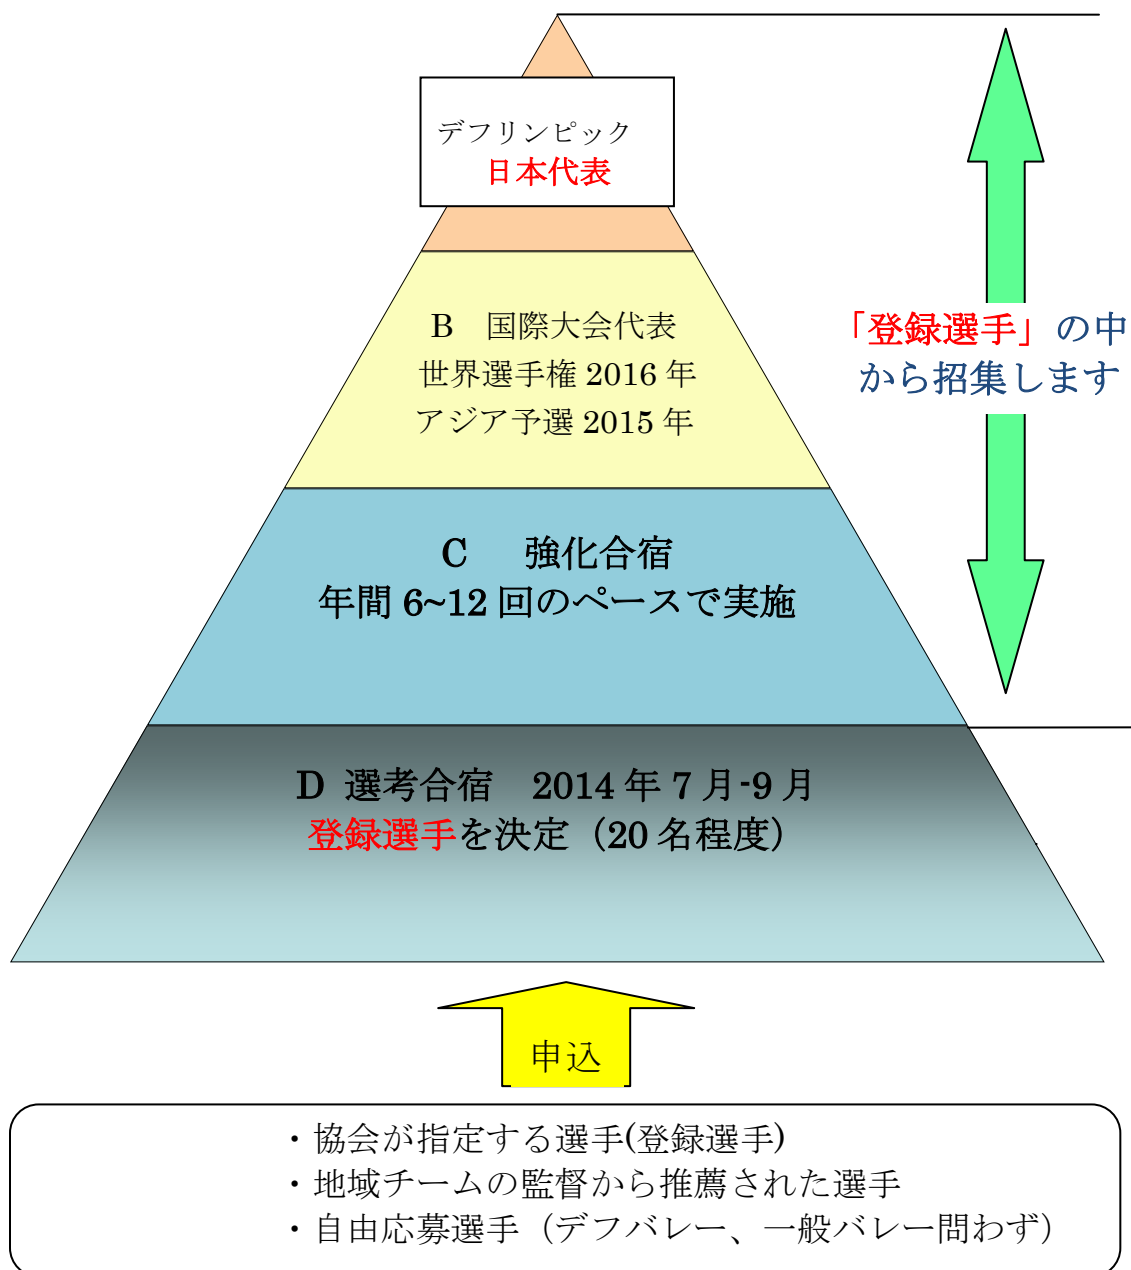 デフリンピック
日本代表
B　国際大会代表
世界選手権 2016 年
アジア予選 2015 年
「登録選手」の中
から招集します
C　強化合宿
年間 6~12 回のペースで実施
D 選考合宿　2014 年 7 月-9 月
登録選手を決定（20 名程度）
申込
・協会が指定する選手(登録選手)
・地域チームの監督から推薦された選手
・自由応募選手（デフバレー、一般バレー問わず）